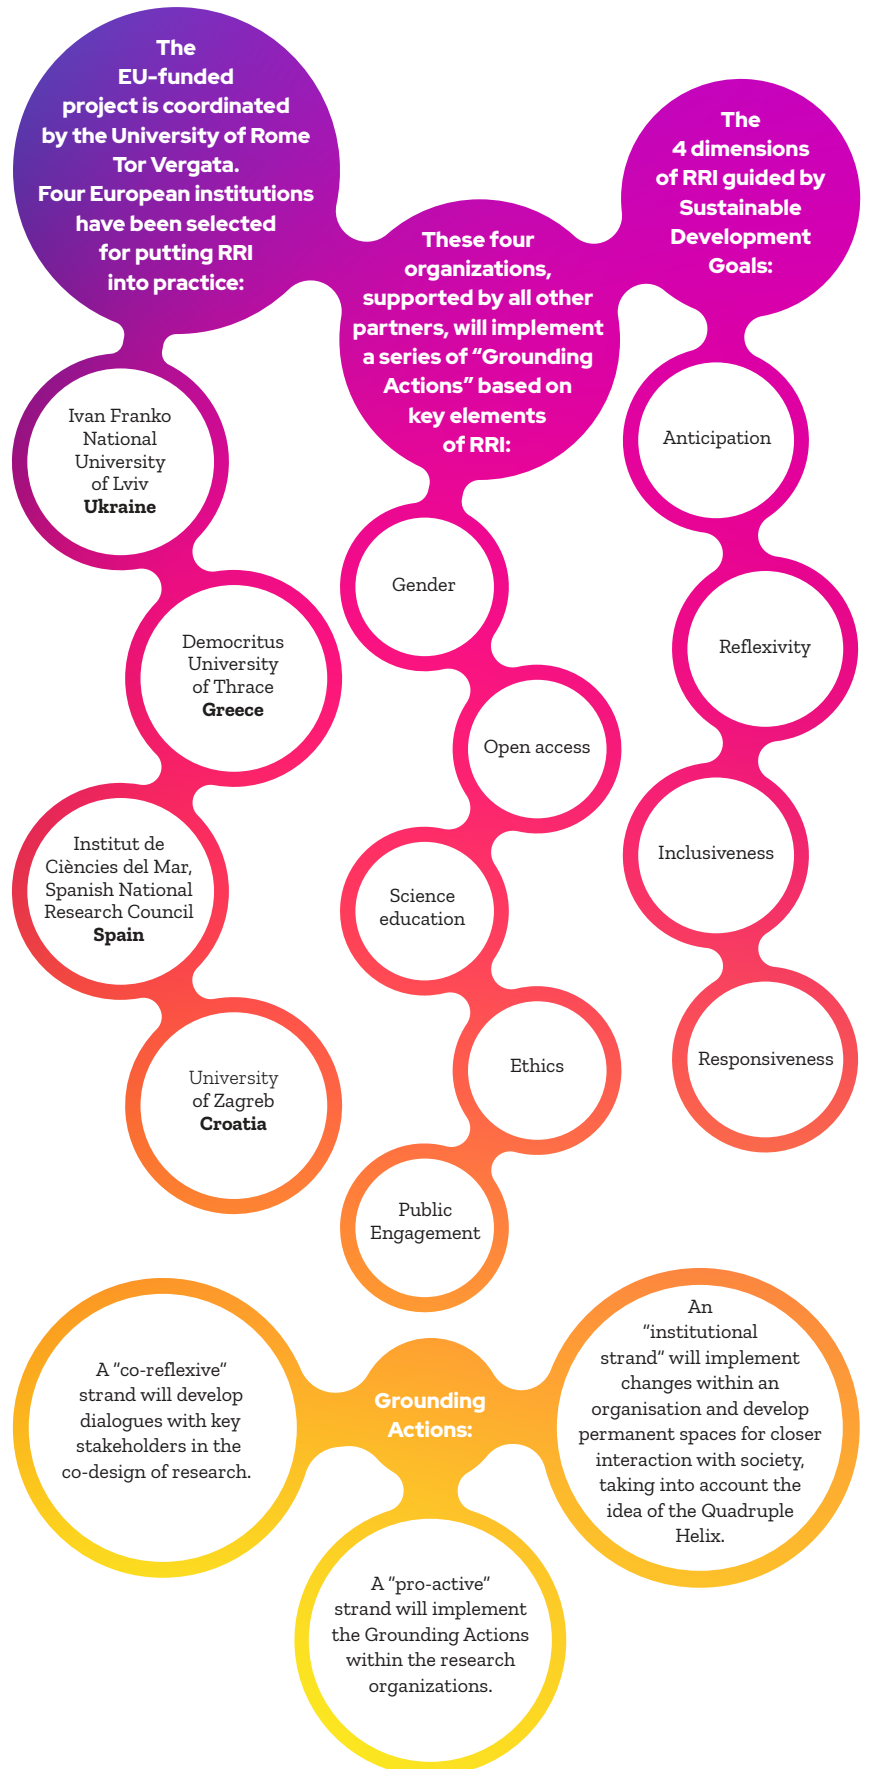 The
EU-funded
project is coordinated
by the University of Rome
Tor Vergata.
Four European institutions
have been selected
for putting RRI
into practice:
Ivan Franko
National
University
of Lviv
Ukraine
Democritus
University
of Thrace
Greece
Institut de
Ciències del Mar,
Spanish National
Research Council
Spain
University
of Zagreb
Croatia
These four
organizations,
supported by all other
partners, will implement
a series of “Grounding
Actions” based on
key elements
of RRI:
Gender
Open access
Science
education
Ethics
Public
Engagement
The
4 dimensions
of RRI guided by
Sustainable
Development
Goals:
Anticipation
Reflexivity
Inclusiveness
Responsiveness
Grounding
Actions:
A “co-reflexive”
strand will develop
dialogues with key
stakeholders in the
co-design of research.
A “pro-active”
strand will implement
the Grounding Actions
within the research
organizations.
An
“institutional
strand” will implement
changes within an
organisation and develop
permanent spaces for closer
interaction with society,
taking into account the
idea of the Quadruple
Helix.